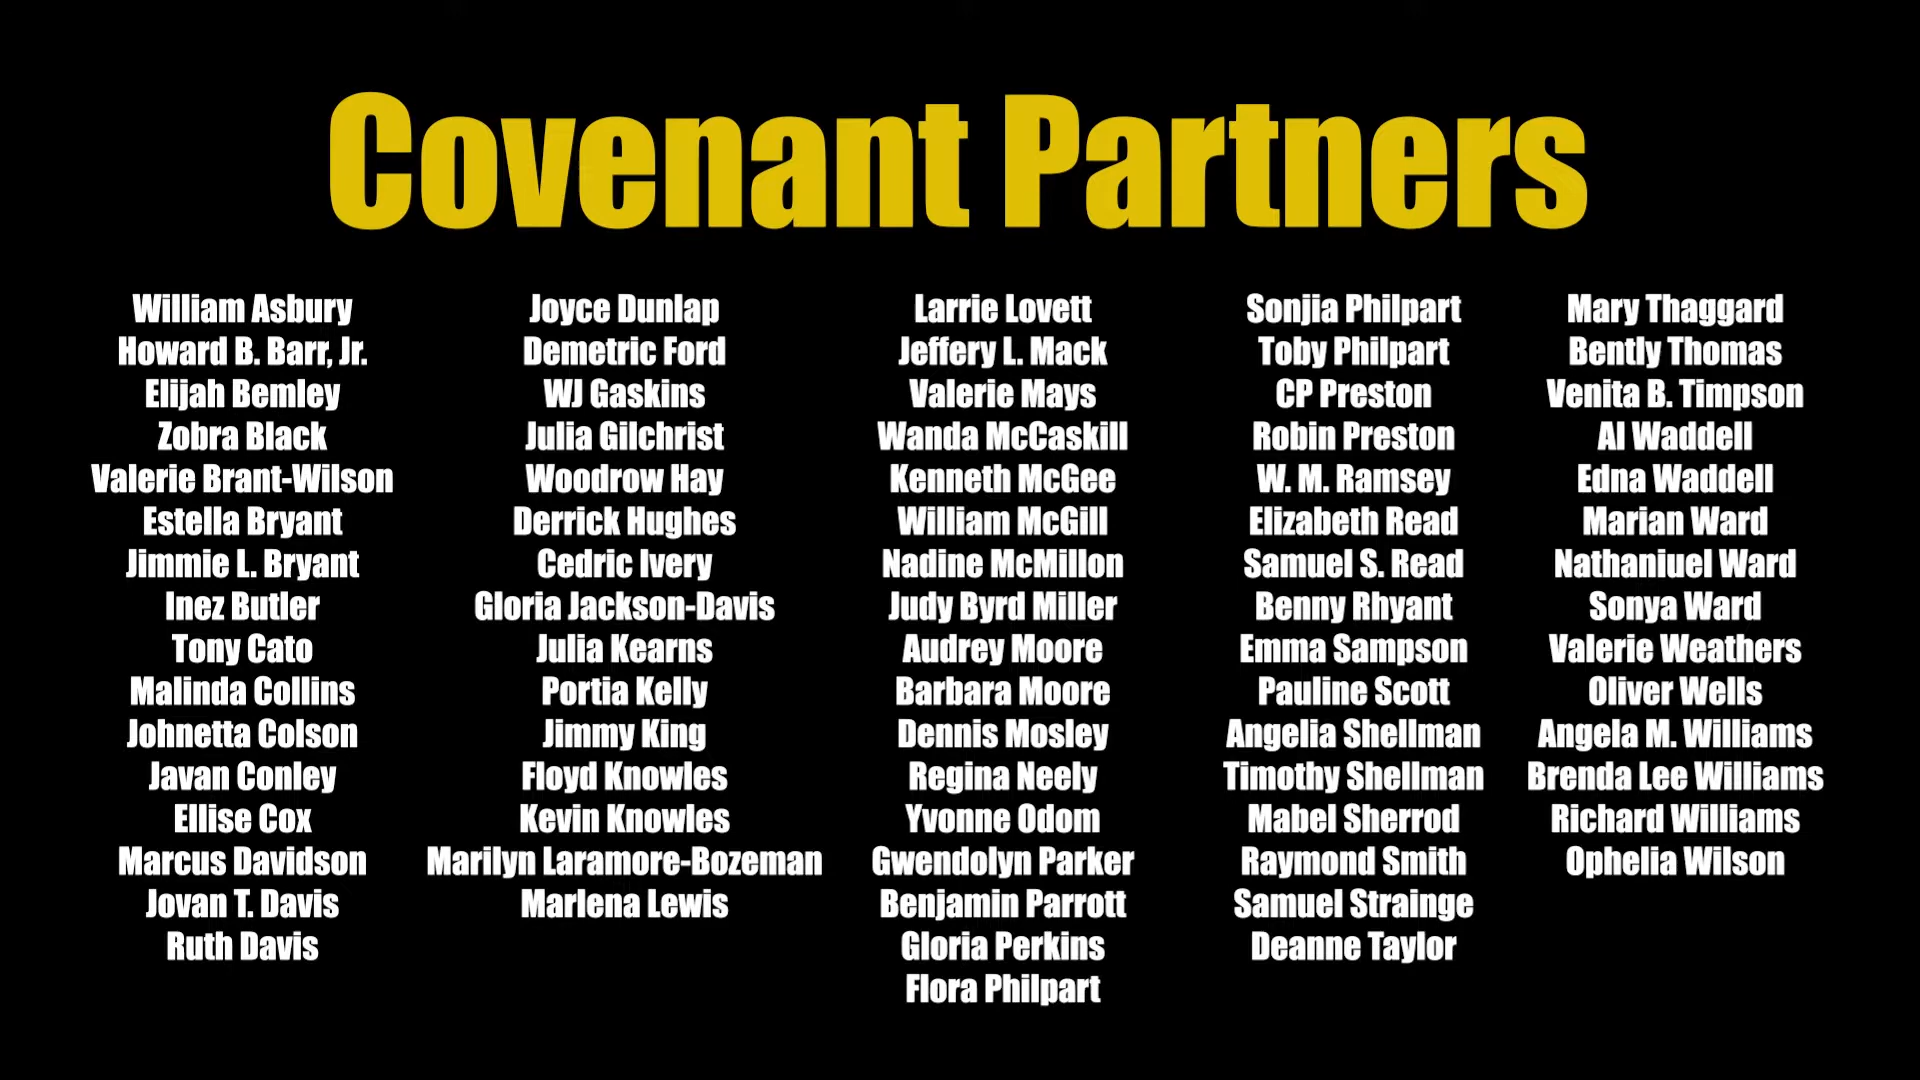 Covenant Partners
William Asbury
Howard B. Barr, Jr.
Elijah Bemley
Zobra Black
Valerie Brant-Wilson
Estella Bryant
Jimmie L. Bryant
Inez Butler
Tony Cato
Malinda Collins
Johnetta Colson
Javan Conley
Ellise Cox
Marcus Davidson
Jovan T. Davis
Ruth Davis
Joyce Dunlap
Demetric Ford
WJ Gaskins
Julia Gilchrist
Woodrow Hay
Derrick Hughes
Cedric Ivery
Gloria Jackson-Davis
Julia Kearns
Portia Kelly
Jimmy King
Floyd Knowles
Kevin Knowles
Marilyn Laramore-Bozeman
Marlena Lewis
Larrie Lovett
Jeffery L. Mack
Valerie Mays
Wanda McCaskill
Kenneth McGee
William McGill
Nadine McMillon
Judy Byrd Miller
Audrey Moore
Barbara Moore
Dennis Mosley
Regina Neely
Yvonne Odom
Gwendolyn Parker
Benjamin Parrott
Gloria Perkins
Flora Philpart
Sonjia Philpart
Toby Philpart
CP Preston
Robin Preston
W. M. Ramsey
Elizabeth Read
Samuel S. Read
Benny Rhyant
Emma Sampson
Pauline Scott
Angelia Shellman
Timothy Shellman
Mabel Sherrod
Raymond Smith
Samuel Strainge
Deanne Taylor
Mary Thaggard
Bently Thomas
Venita B. Timpson
Al Waddell
Edna Waddell
Marian Ward
Nathaniuel Ward
Sonya Ward
Valerie Weathers
Oliver Wells
Angela M. Williams
Brenda Lee Williams
Richard Williams
Ophelia Wilson